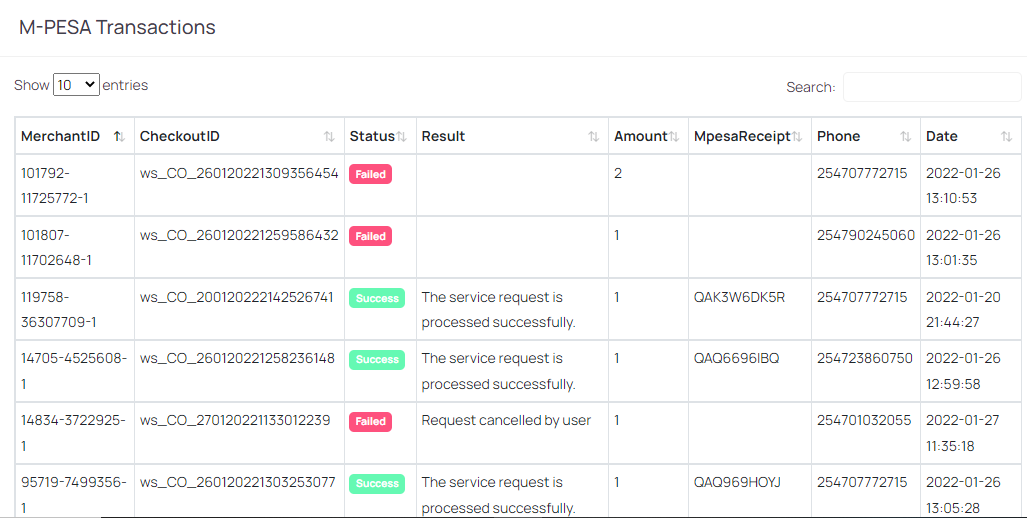 M-PESA Transactions
Show 10 entries
Search:
MerchantID CheckoutID Status Result Amount MpesaReceipt Phone Date
101792- ws_CO_260120221309356454 Failed 2 254707772715 2022-01-26
11725772-1 13:10:53
101807- ws_CO_260120221259586432 Failed 1 254790245060 2022-01-26
11702648-1 13:01:35
119758- ws_CO_200120222142526741 Success The service request is 1 QAK3W6DK5R 254707772715 2022-01-20
36307709-1 processed successfully. 21:44:27
14705-4525608- ws_CO_260120221258236148 Success The service request is 1 QAQ6696IBQ 254723860750 2022-01-26
1 processed successfully. 12:59:58
14834-3722925- ws_CO_270120221133012239 Failed Request cancelled by user 1 254701032055 2022-01-27
1 11:35:18
95719-7499356- ws_CO_260120221303253077 Success The service request is 1 QAQ969HOYJ 254707772715 2022-01-26
1 processed successfully. 13:05:28